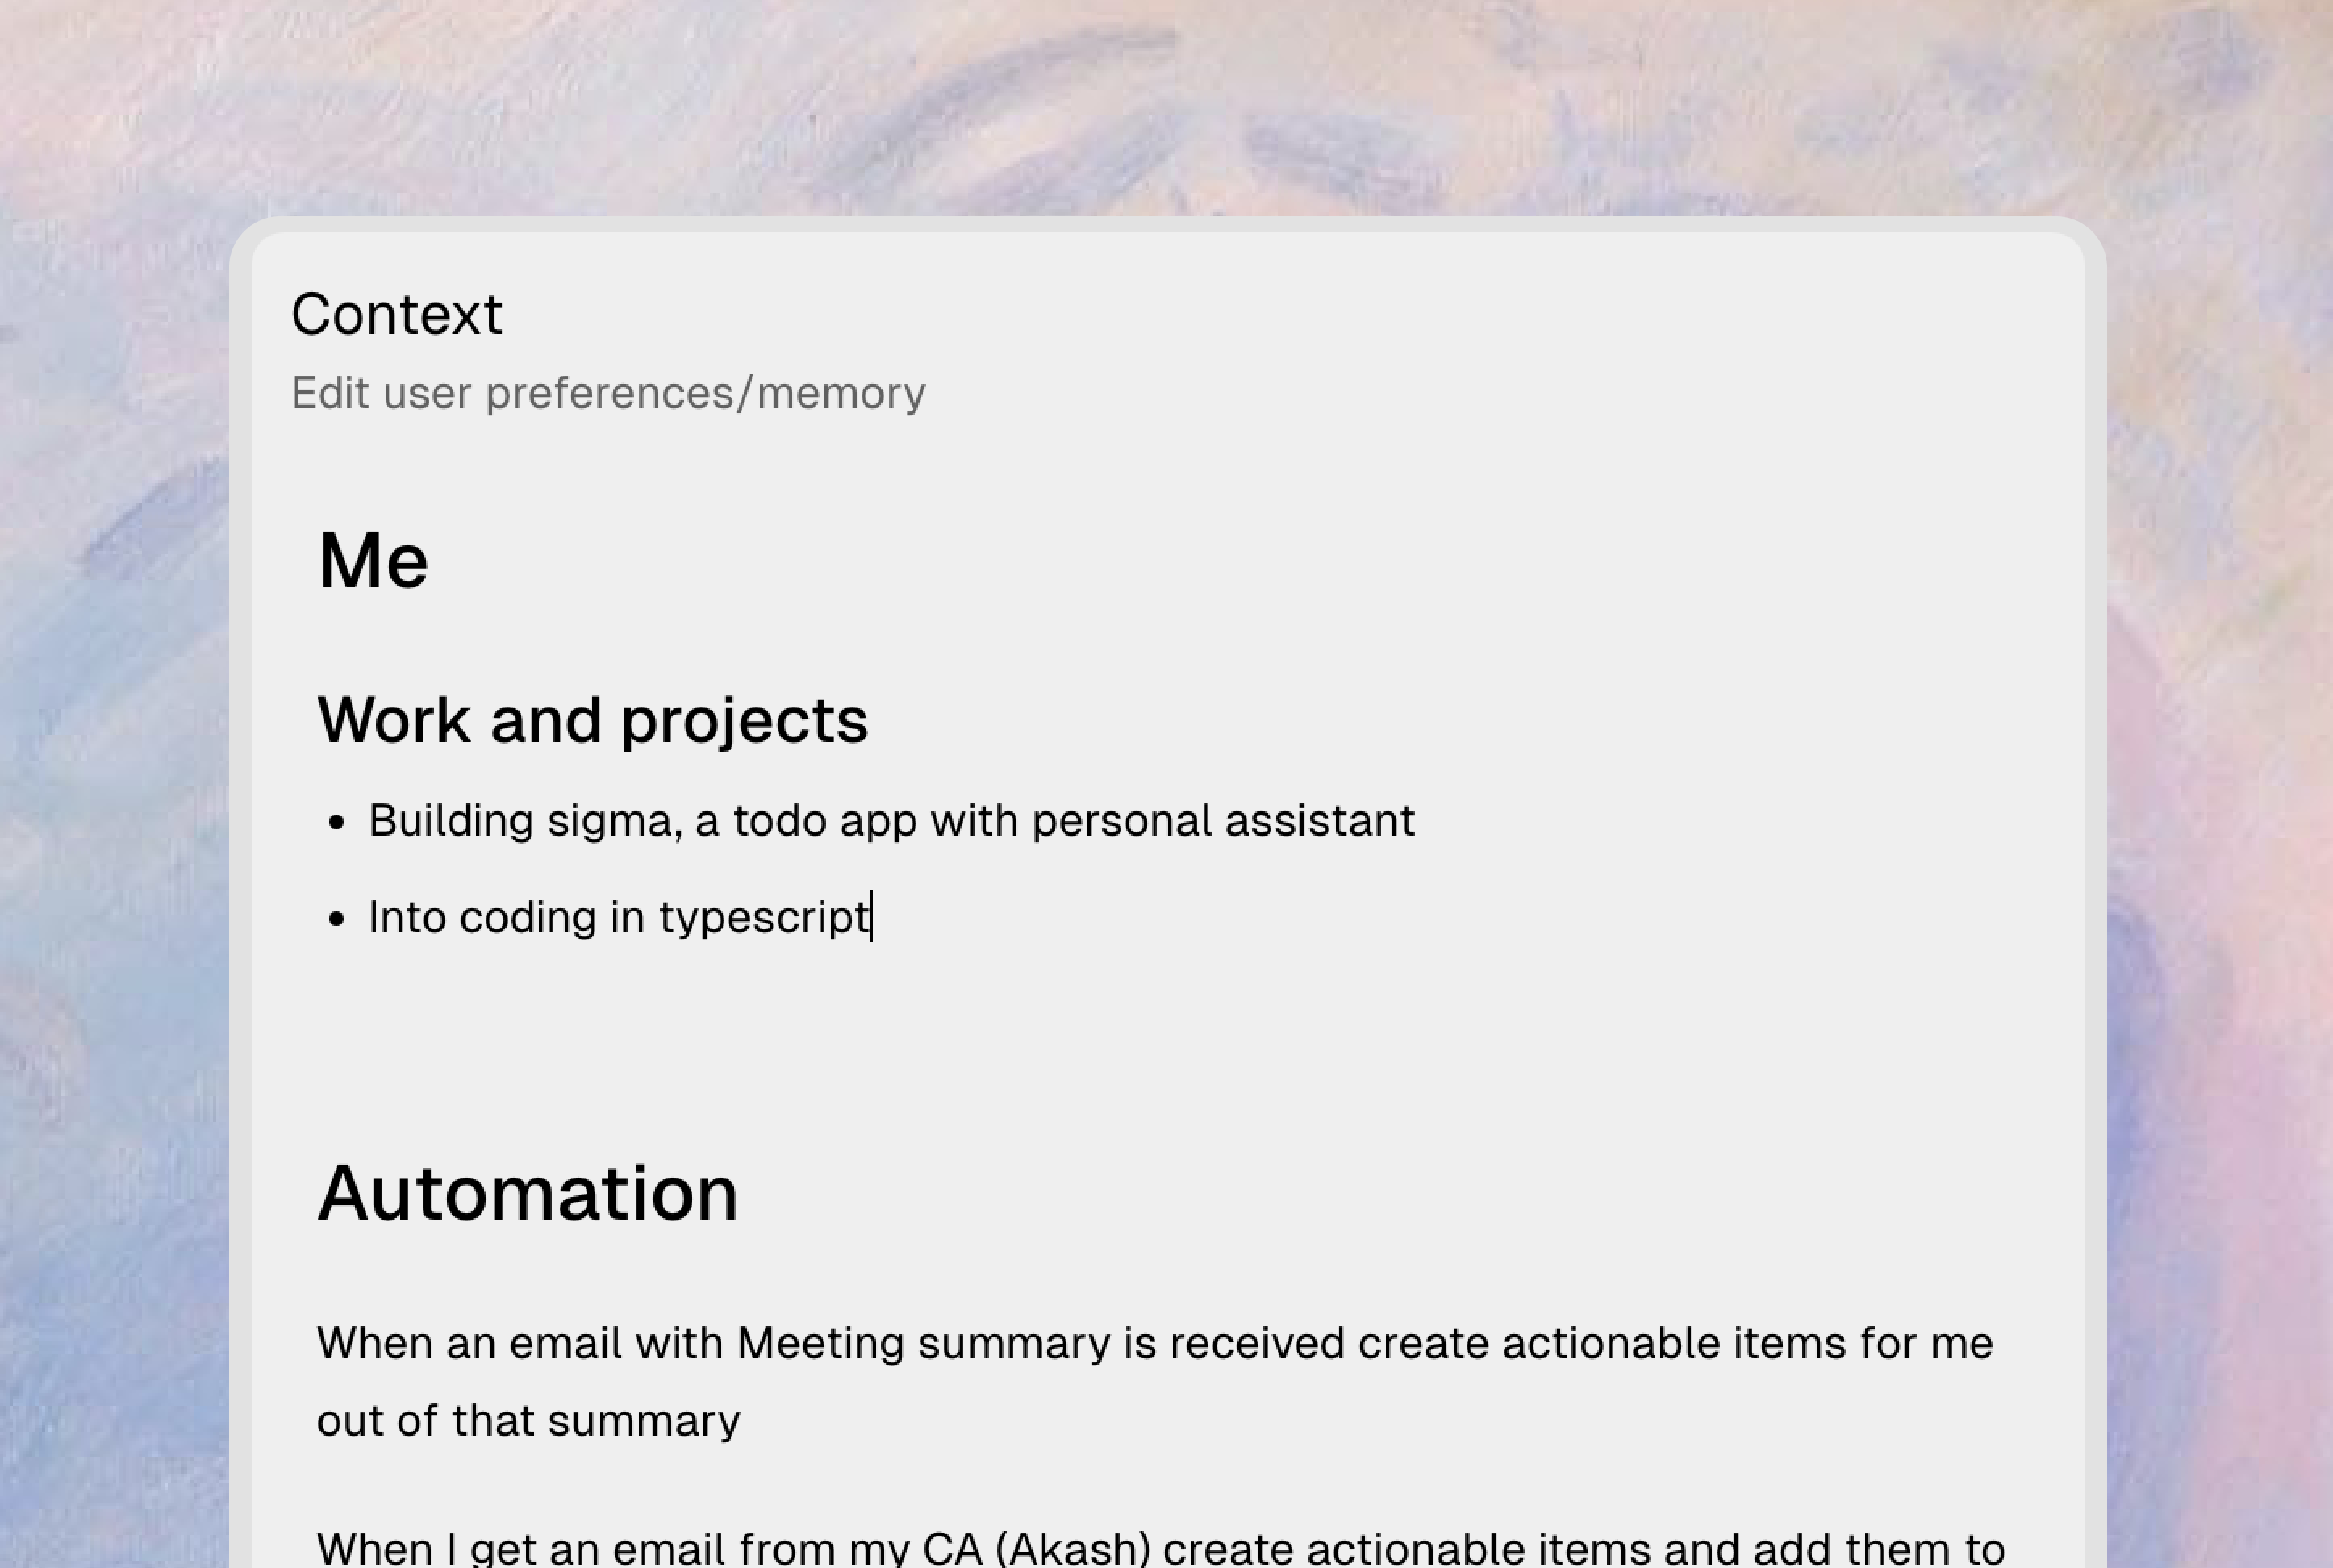 Context
Edit user preferences/memory
Me
Work and projects
• Building sigma, a todo app with personal assistant
• Into coding in typescript
Automation
When an email with Meeting summary is received create actionable items for me
out of that summary
When I get an email from my CA (Akash) create actionable items and add them to